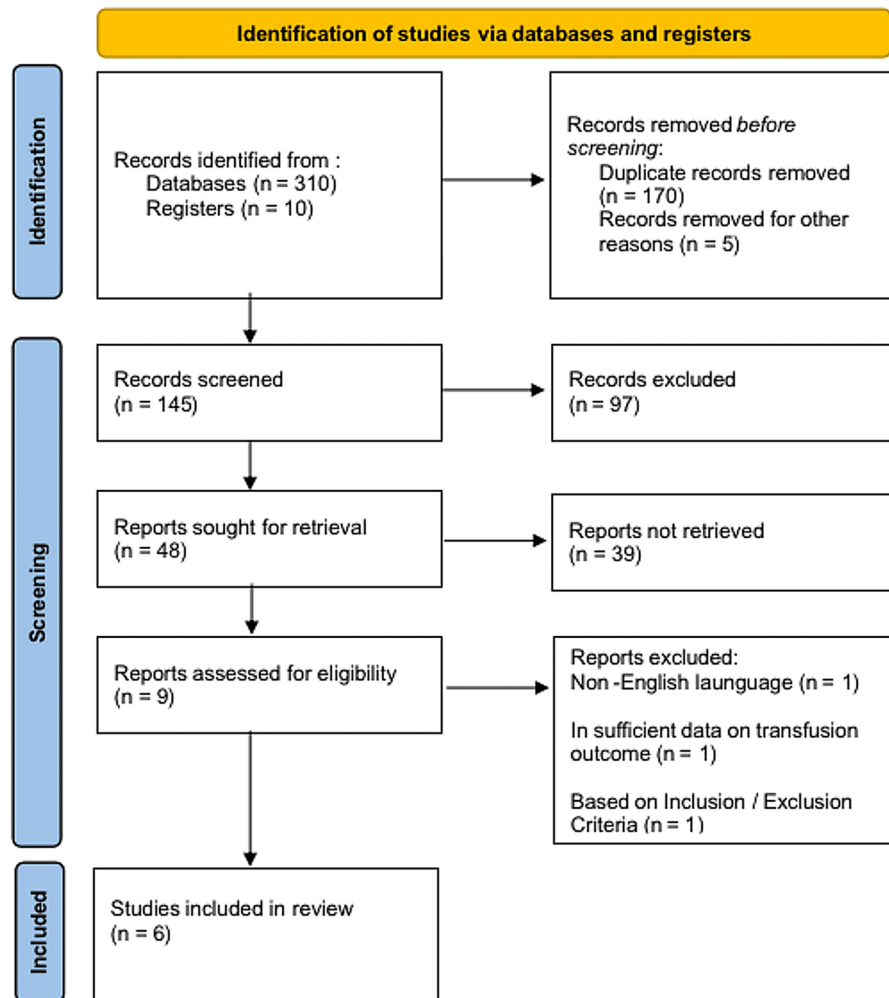 Identification of studies via databases and registers
Identification
Records identified from :
Databases (n = 310)
Registers (n = 10)
Records removed before
screening:
Duplicate records removed
(n = 170)
Records removed for other
reasons (n = 5)
Screening
Records screened
(n = 145)
Records excluded
(n = 97)
Reports sought for retrieval
(n = 48)
Reports not retrieved
(n = 39)
Reports assessed for eligibility
(n = 9)
Reports excluded:
Non -English launguage (n = 1)
In sufficient data on transfusion
outcome (n = 1)
Based on Inclusion / Exclusion
Criteria (n = 1)
Included
Studies included in review
(n = 6)